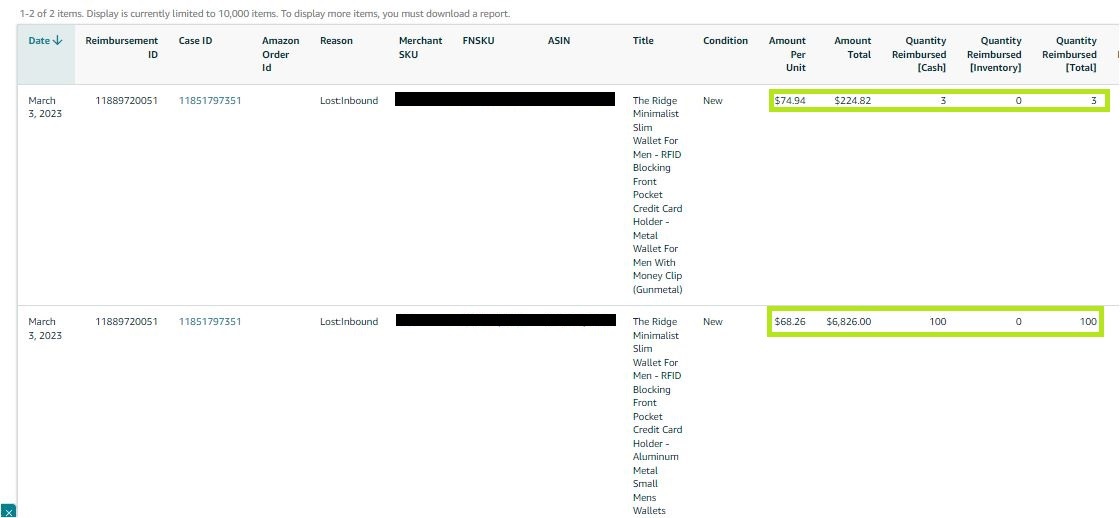 1-2 of 2 items. Display is currently limited to 10,000 items. To display more items, you must download a report.
Date Reimbursement ID Case ID Amazon Order Id Reason Merchant SKU FNSKU ASIN Title Condition Amount Per Unit Amount Total Quantity Reimbursed [Cash] Quantity Reimbursed [Inventory] Quantity Reimbursed [Total]
March 11889720051 11851797351 Lost:Inbound The Ridge New $74.94 $224.82 3 0 3
3, 2023 Minimalist
Slim
Wallet For
Men - RFID
Blocking
Front
Pocket
Credit Card
Holder -
Metal
Wallet For
Men With
Money Clip
(Gunmetal)
March 11889720051 11851797351 Lost:Inbound The Ridge New $68.26 $6,826.00 100 0 100
3, 2023 Minimalist
Slim
Wallet For
Men - RFID
Blocking
Front
Pocket
Credit Card
Holder -
Aluminum
Metal
Small
Mens
Wallets